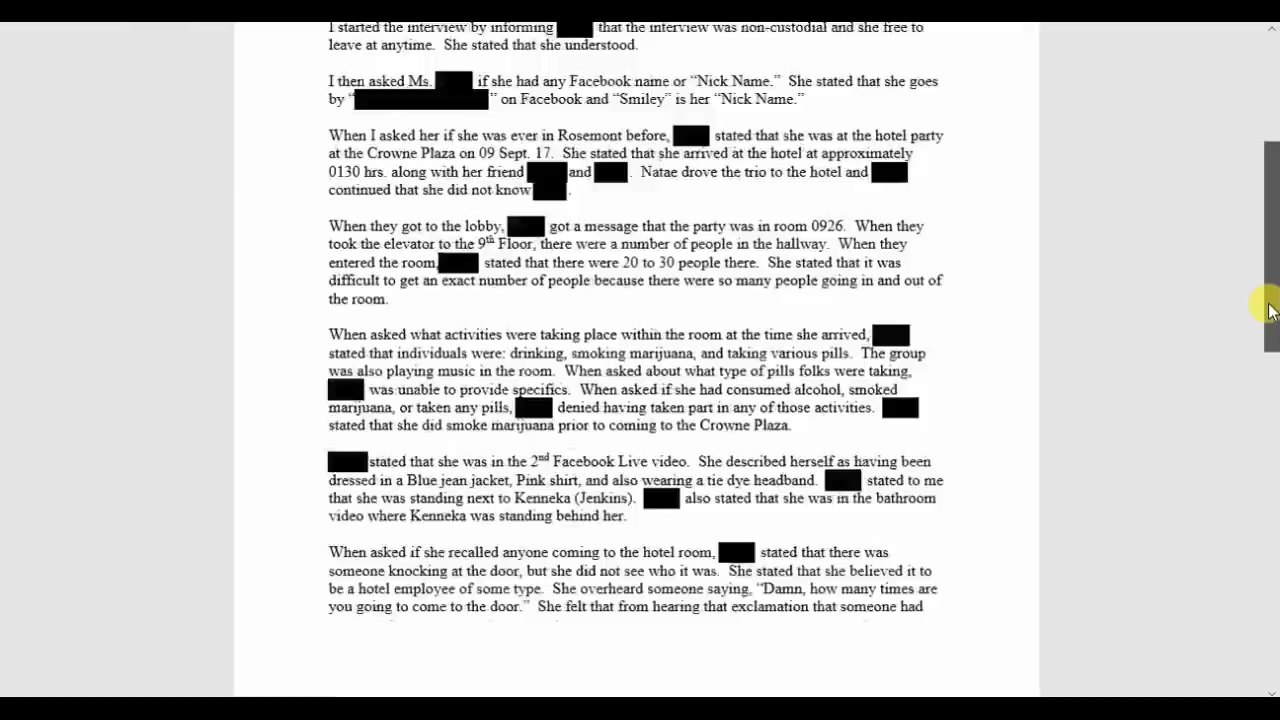 I started the interview by informing that the interview was non-custodial and she free to
leave at anytime. She stated that she understood.
I then asked Ms. if she had any Facebook name or “Nick Name.” She stated that she goes
by “ ” on Facebook and “Smiley” is her “Nick Name.”
When I asked her if she was ever in Rosemont before, stated that she was at the hotel party
at the Crowne Plaza on 09 Sept. 17. She stated that she arrived at the hotel at approximately
0130 hrs. along with her friend and . Natae drove the trio to the hotel and
continued that she did not know .
When they got to the lobby, got a message that the party was in room 0926. When they
took the elevator to the 9th Floor, there were a number of people in the hallway. When they
entered the room, stated that there were 20 to 30 people there. She stated that it was
difficult to get an exact number of people because there were so many people going in and out of
the room.
When asked what activities were taking place within the room at the time she arrived,
stated that individuals were: drinking, smoking marijuana, and taking various pills. The group
was also playing music in the room. When asked about what type of pills folks were taking,
was unable to provide specifics. When asked if she had consumed alcohol, smoked
marijuana, or taken any pills, denied having taken part in any of those activities.
stated that she did smoke marijuana prior to coming to the Crowne Plaza.
stated that she was in the 2nd Facebook Live video. She described herself as having been
dressed in a Blue jean jacket, Pink shirt, and also wearing a tie dye headband. stated to me
that she was standing next to Kenneka (Jenkins). also stated that she was in the bathroom
video where Kenneka was standing behind her.
When asked if she recalled anyone coming to the hotel room, stated that there was
someone knocking at the door, but she did not see who it was. She stated that she believed it to
be a hotel employee of some type. She overheard someone saying, “Damn, how many times are
you going to come to the door.” She felt that from hearing that exclamation that someone had